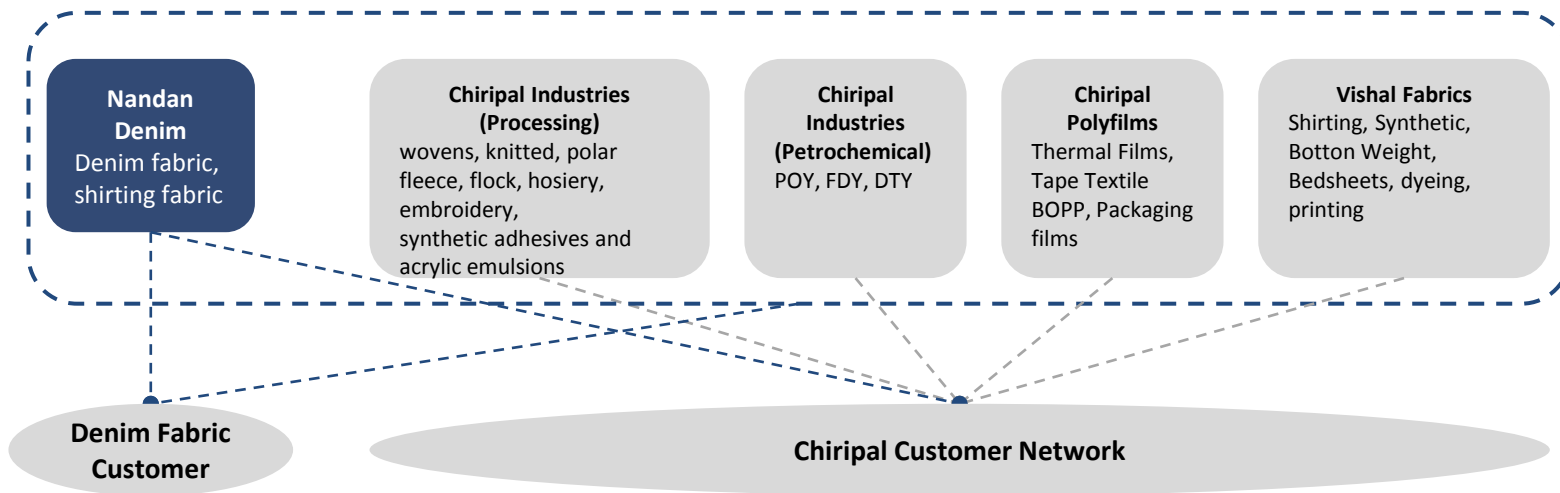 Nandan
Denim
Denim fabric,
shirting fabric
Chiripal Industries
(Processing)
wovens, knitted, polar
fleece, flock, hosiery,
embroidery,
synthetic adhesives and
acrylic emulsions
Chiripal
Industries
(Petrochemical)
POY, FDY, DTY
Chiripal
Polyfilms
Thermal Films,
Tape Textile
BOPP, Packaging
films
Vishal Fabrics
Shirting, Synthetic,
Botton Weight,
Bedsheets, dyeing,
printing
Denim Fabric
Customer
Chiripal Customer Network